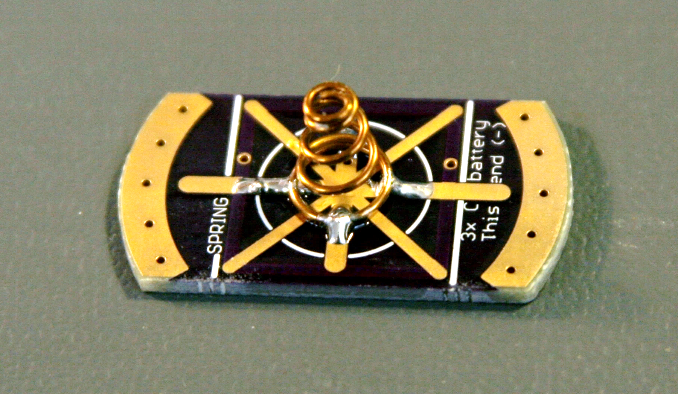 SPRING
3x C battery
This end (-)